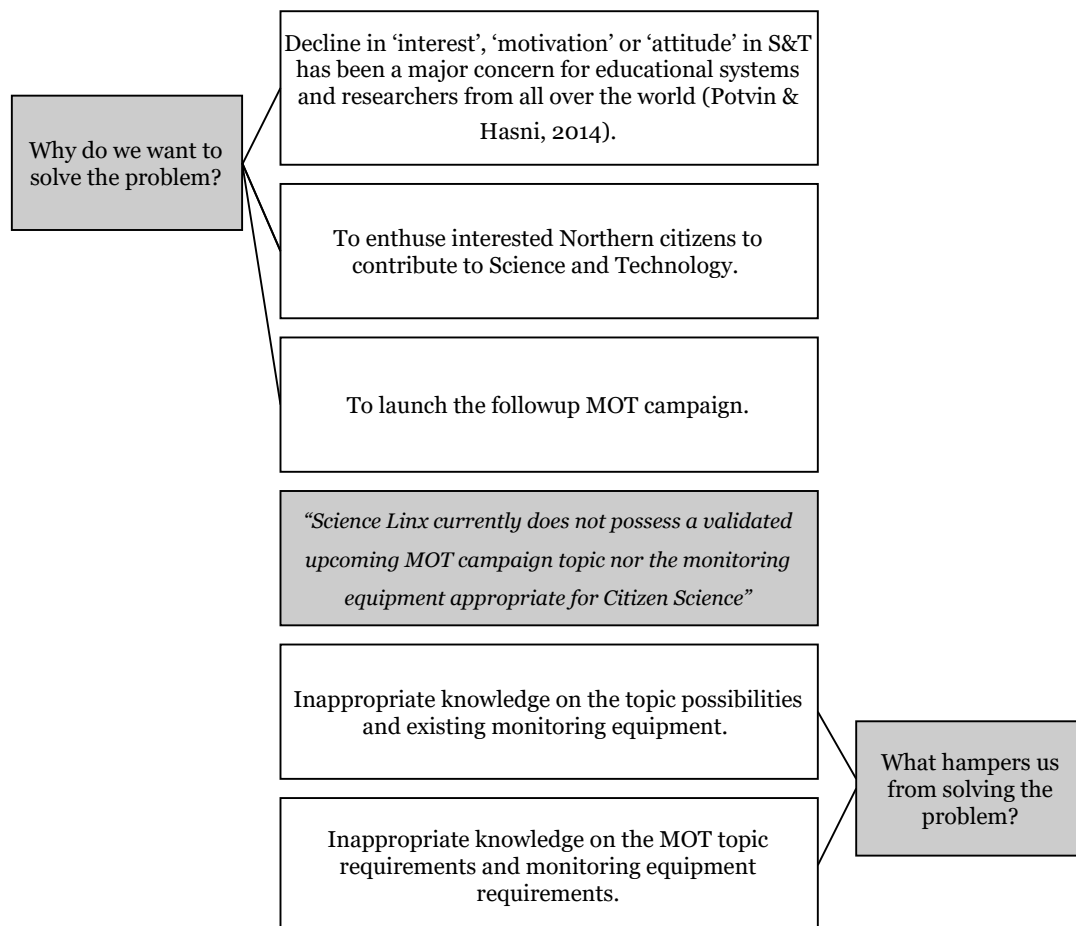 Decline in ‘interest’, ‘motivation’ or ‘attitude’ in S&T
has been a major concern for educational systems
and researchers from all over the world (Potvin &
Hasni, 2014).
Why do we want to
solve the problem?
To enthuse interested Northern citizens to
contribute to Science and Technology.
To launch the followup MOT campaign.
“Science Linx currently does not possess a validated
upcoming MOT campaign topic nor the monitoring
equipment appropriate for Citizen Science”
Inappropriate knowledge on the topic possibilities
and existing monitoring equipment.
What hampers us
from solving the
problem?
Inappropriate knowledge on the MOT topic
requirements and monitoring equipment
requirements.